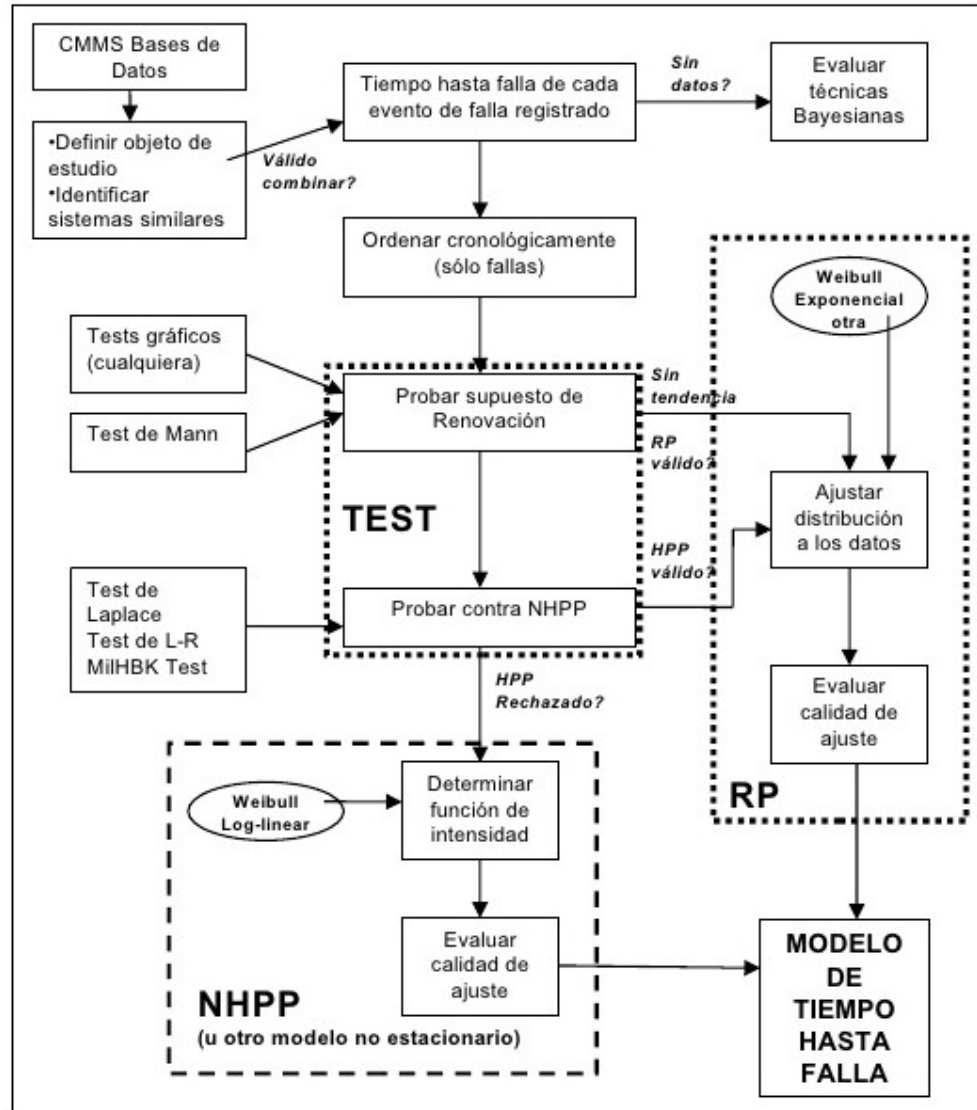 CMMS Bases de
Datos
•Definir objeto de
estudio
•Identificar
sistemas similares
Válido
combinar?
Tiempo hasta falla de cada
evento de falla registrado
Sin
datos?
Evaluar
técnicas
Bayesianas
Ordenar cronológicamente
(sólo fallas)
Weibull
Exponencial
otra
Tests gráficos
(cualquiera)
Test de Mann
Probar supuesto de
Renovación
Sin
tendencia
RP
válido?
TEST
Ajustar
distribución
a los datos
HPP
válido?
Test de
Laplace
Test de L-R
MilHBK Test
Probar contra NHPP
HPP
Rechazado?
Evaluar
calidad de
ajuste
RP
Weibull
Log-linear
Determinar
función de
intensidad
Evaluar
calidad de
ajuste
NHPP
(u otro modelo no estacionario)
MODELO
DE
TIEMPO
HASTA
FALLA